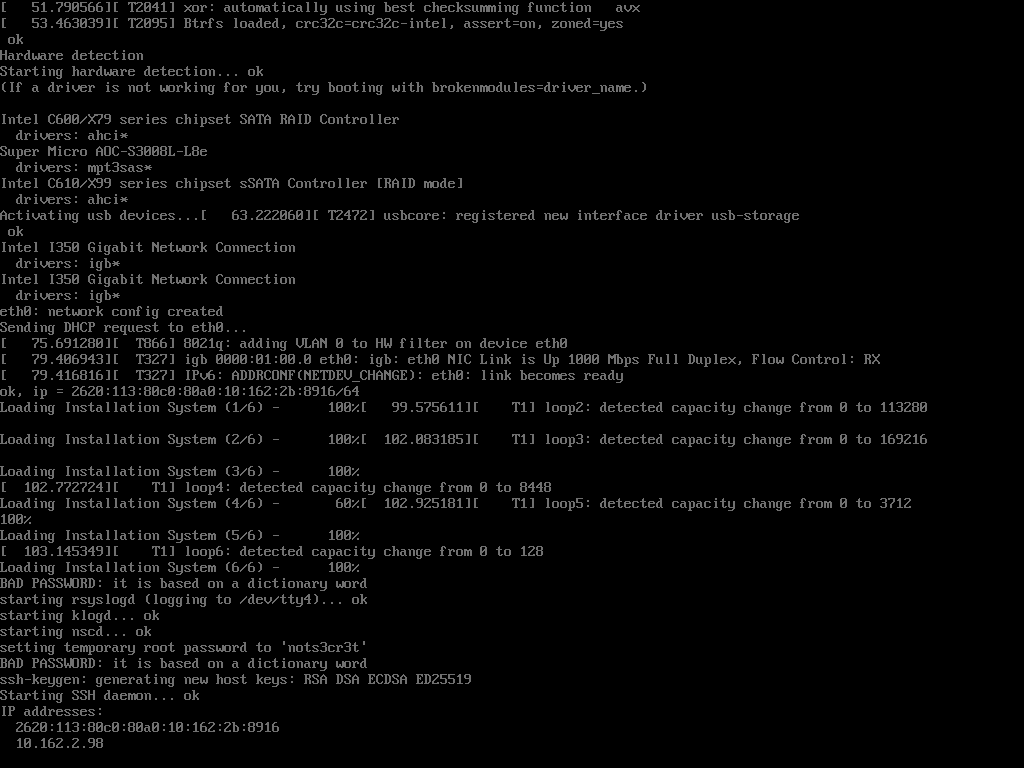 [   51.790566][ T2041] xor: automatically using best checksumming function   avx
[   53.463039][ T2095] Btrfs loaded, crc32c=crc32c-intel, assert=on, zoned=yes
 ok
Hardware detection
Starting hardware detection... ok
(If a driver is not working for you, try booting with brokenmodules=driver_name.)

Intel C600/X79 series chipset SATA RAID Controller
  drivers: ahci*
Super Micro AOC-S3008L-L8e
  drivers: mpt3sas*
Intel C610/X99 series chipset sSATA Controller [RAID mode]
  drivers: ahci*
Activating usb devices...[   63.222060][ T2472] usbcore: registered new interface driver usb-storage
 ok
Intel I350 Gigabit Network Connection
  drivers: igb*
Intel I350 Gigabit Network Connection
  drivers: igb*
eth0: network config created
Sending DHCP request to eth0...
[   75.691280][  T866] 8021q: adding VLAN 0 to HW filter on device eth0
[   79.406943][  T327] igb 0000:01:00.0 eth0: igb: eth0 NIC Link is Up 1000 Mbps Full Duplex, Flow Control: RX
[   79.416816][  T327] IPv6: ADDRCONF(NETDEV_CHANGE): eth0: link becomes ready
ok, ip = 2620:113:80c0:80a0:10:162:2b:8916/64
Loading Installation System (1/6) -      100%[   99.575611][    T1] loop2: detected capacity change from 0 to 113280

Loading Installation System (2/6) -      100%[  102.083185][    T1] loop3: detected capacity change from 0 to 169216

Loading Installation System (3/6) -      100%
[  102.772724][    T1] loop4: detected capacity change from 0 to 8448
Loading Installation System (4/6) -       60%[  102.925181][    T1] loop5: detected capacity change from 0 to 3712
100%
Loading Installation System (5/6) -      100%
[  103.145349][    T1] loop6: detected capacity change from 0 to 128
Loading Installation System (6/6) -      100%
BAD PASSWORD: it is based on a dictionary word
starting rsyslogd (logging to /dev/tty4)... ok
starting klogd... ok
starting nscd... ok
setting temporary root password to 'nots3cr3t'
BAD PASSWORD: it is based on a dictionary word
ssh-keygen: generating new host keys: RSA DSA ECDSA ED25519
Starting SSH daemon... ok
IP addresses:
  2620:113:80c0:80a0:10:162:2b:8916
  10.162.2.98